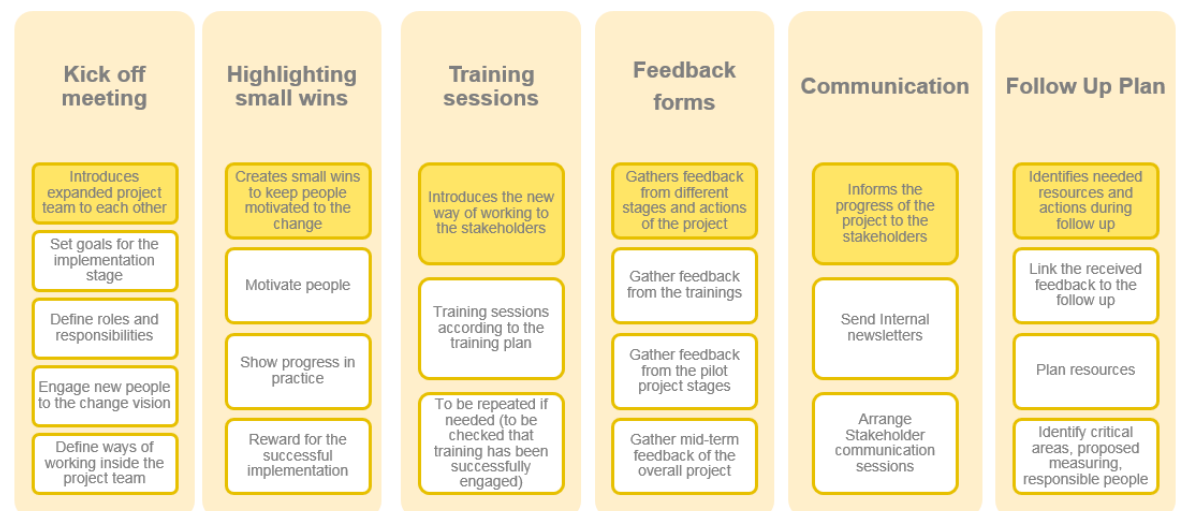 Kick off
meeting
Introduces
expanded project
team to each other
Set goals for the
implementation
stage
Define roles and
responsibilities
Engage new people
to the change vision
Define ways of
working inside the
project team
Highlighting
small wins
Creates small wins
to keep people
motivated to the
change
Motivate people
Show progress in
practice
Reward for the
successful
implementation
Training
sessions
Introduces the new
way of working to
the stakeholders
Training sessions
according to the
training plan
To be repeated if
needed (to be
checked that
training has been
successfully
engaged)
Feedback
forms
Gathers feedback
from different
stages and actions
of the project
Gather feedback
from the trainings
Gather feedback
from the pilot
project stages
Gather mid-term
feedback of the
overall project
Communication
Informs the
progress of the
project to the
stakeholders
Send Internal
newsletters
Arrange
Stakeholder
communication
sessions
Follow Up Plan
Identifies needed
resources and
actions during
follow up
Link the received
feedback to the
follow up
Plan resources
Identify critical
areas, proposed
measuring,
responsible people